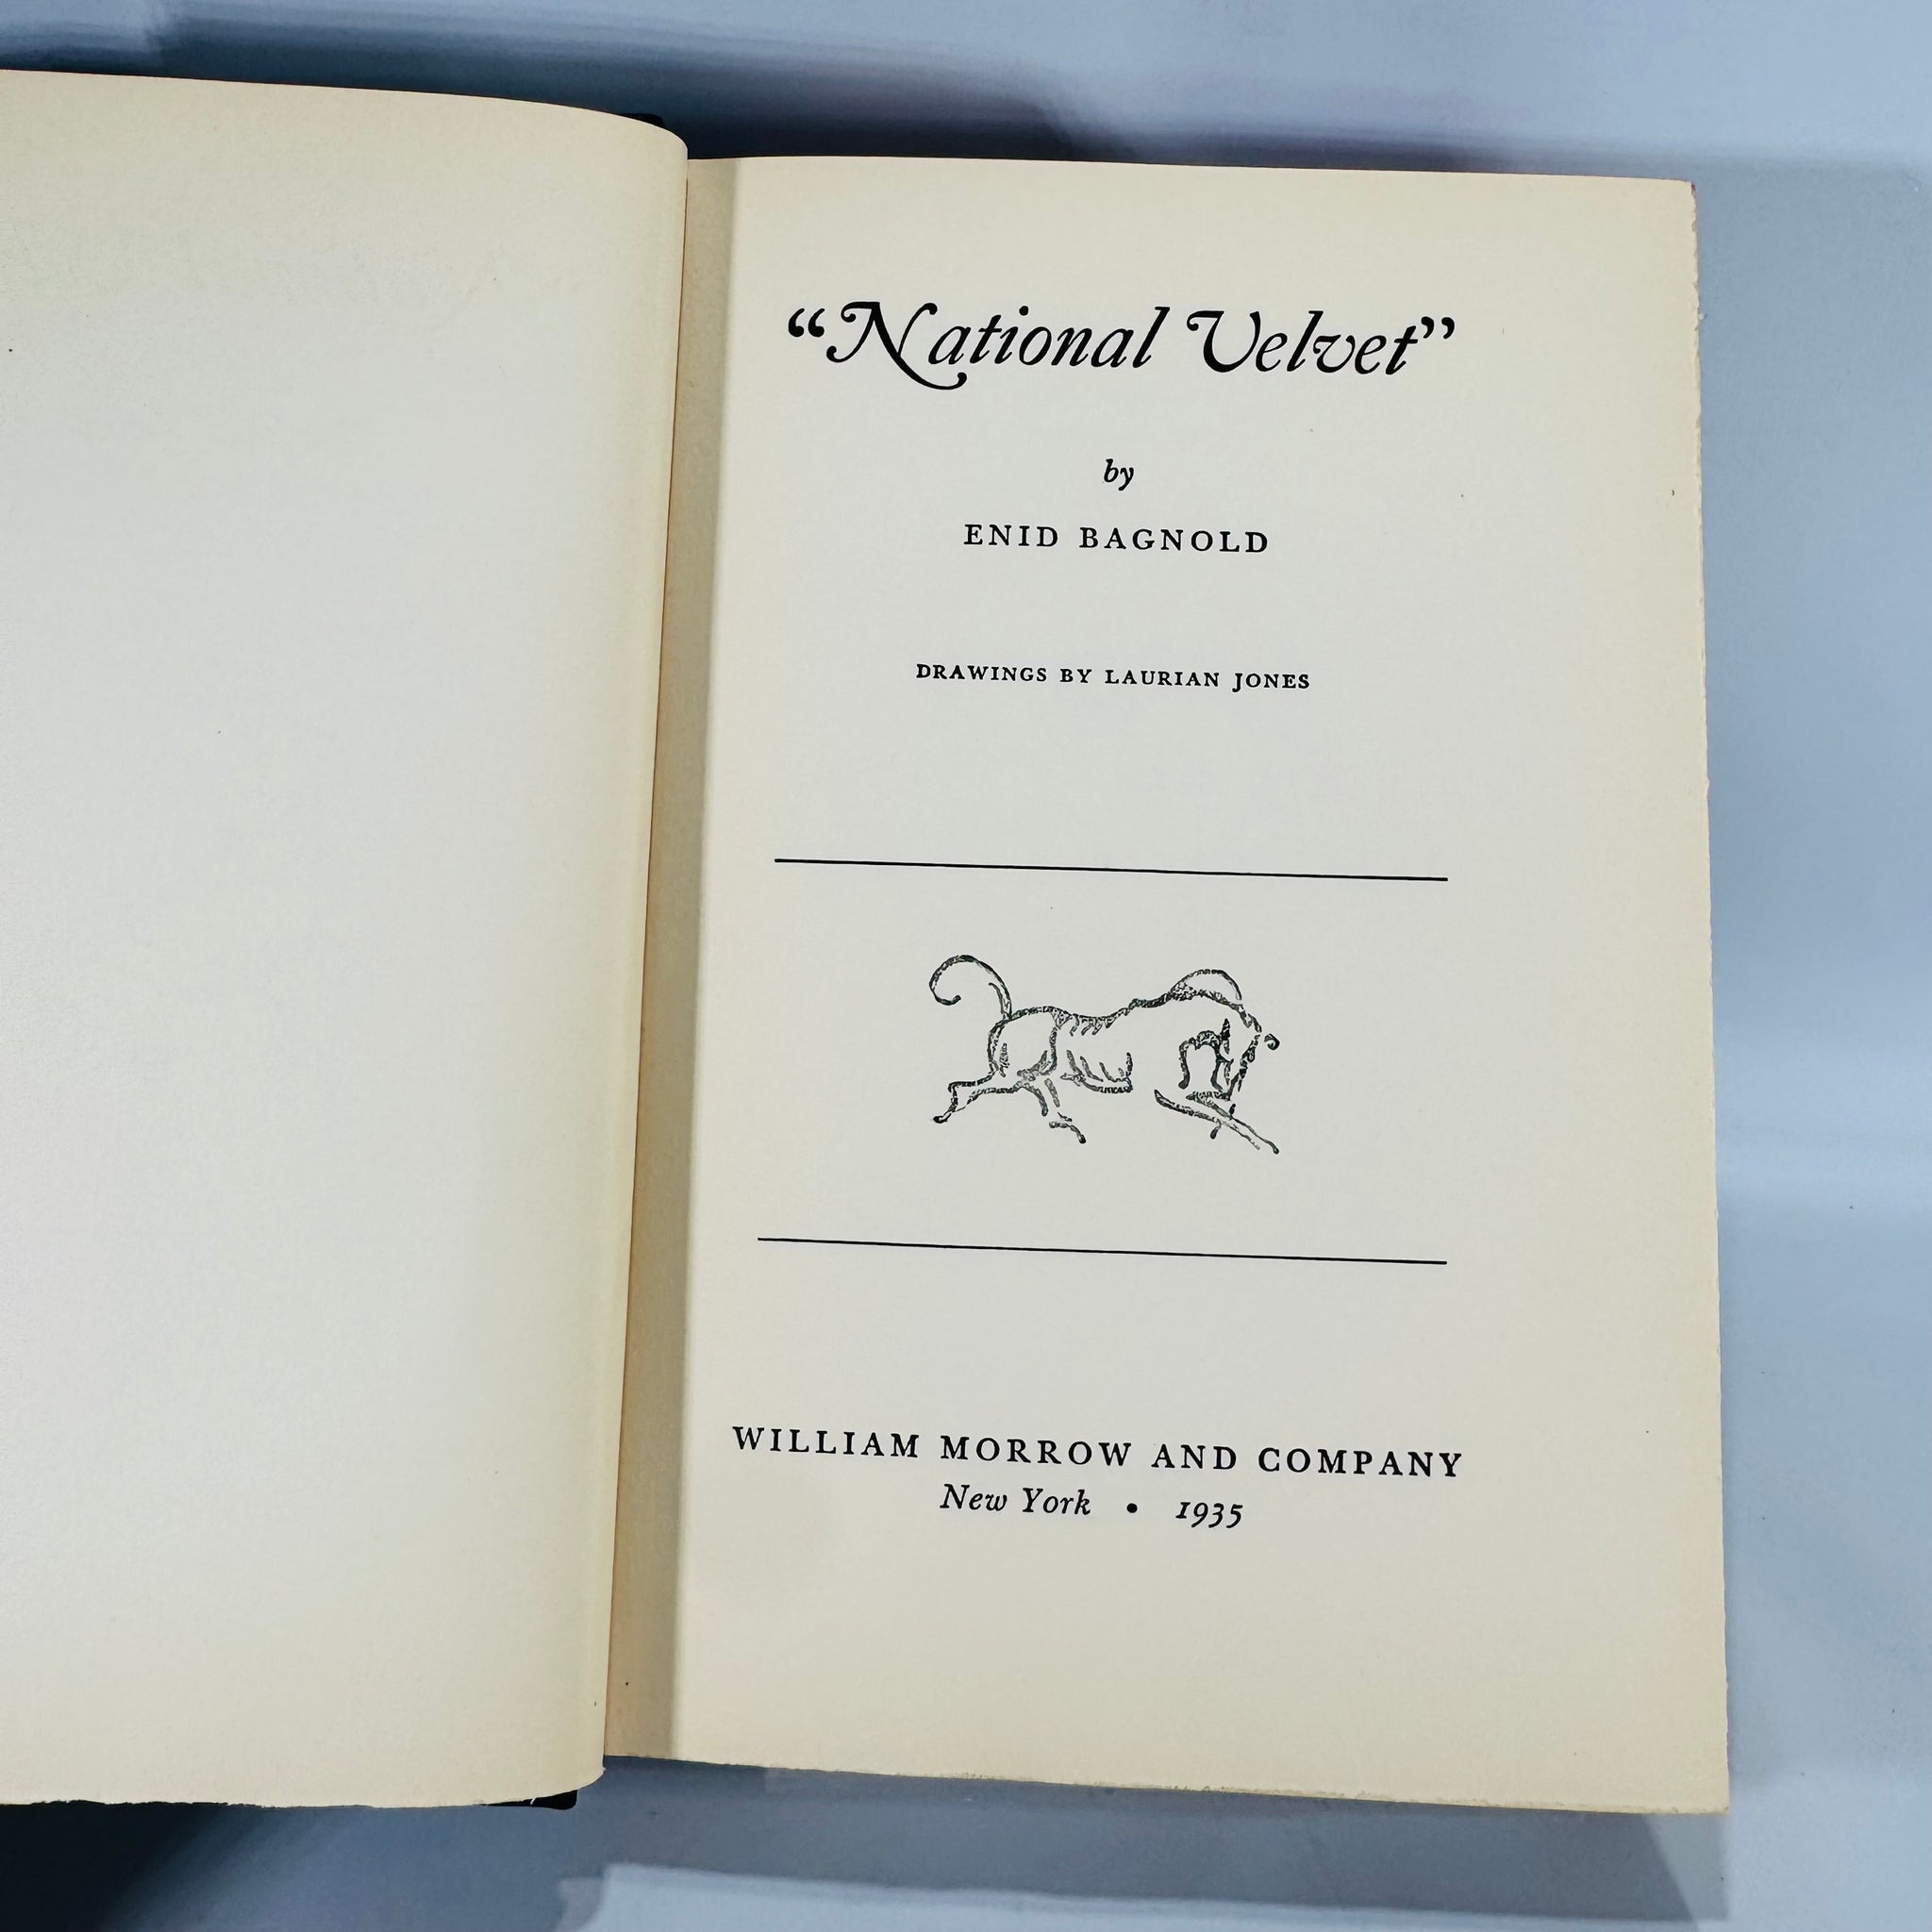 “National Velvet”
by
ENID BAGNOLD
DRAWINGS BY LAURIAN JONES
WILLIAM MORROW AND COMPANY
New York • 1935